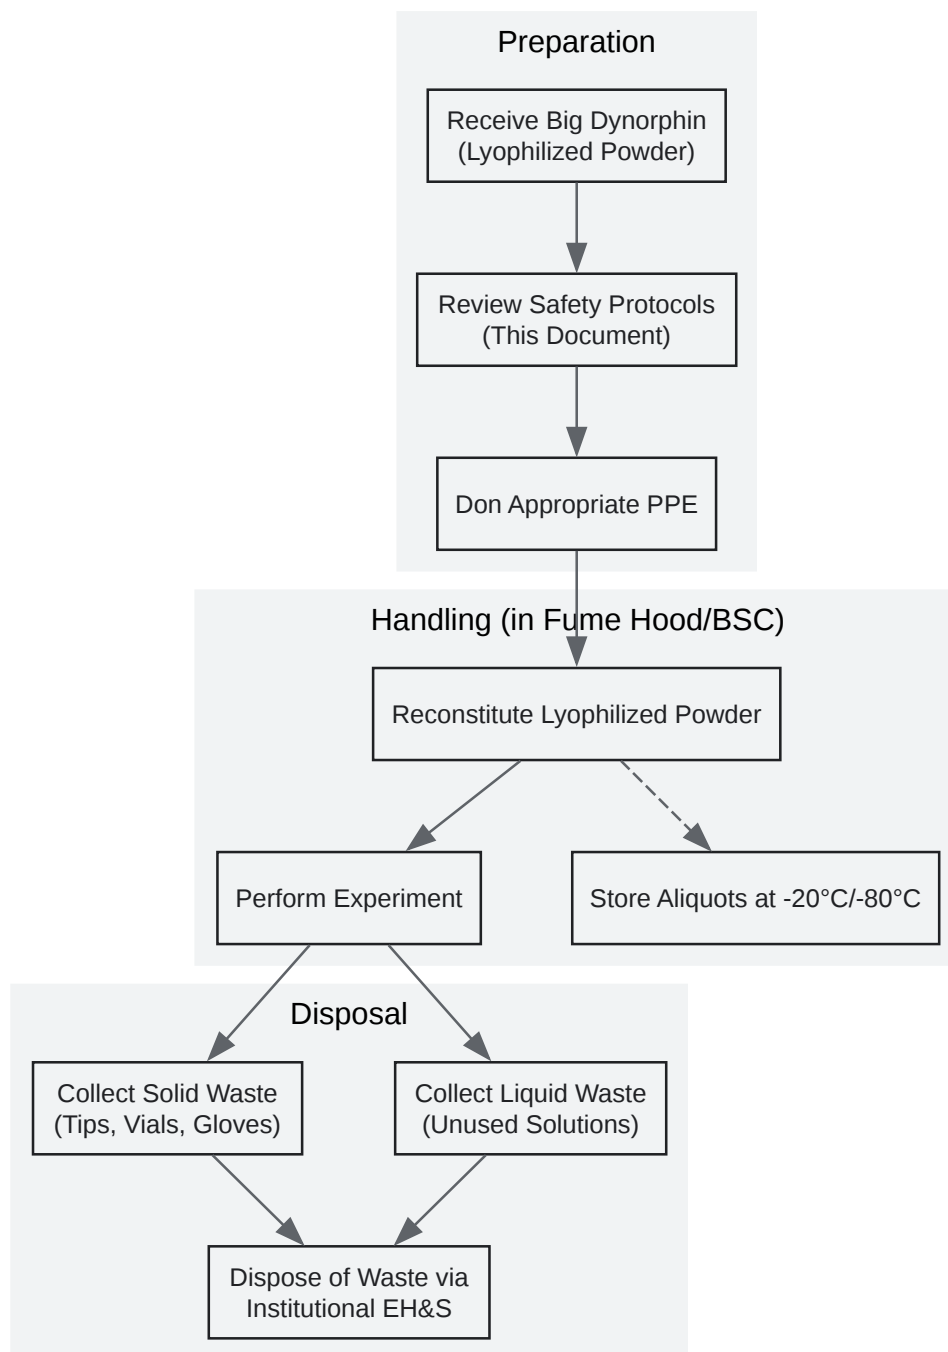 Preparation
Receive Big Dynorphin
(Lyophilized Powder)
Review Safety Protocols
(This Document)
Don Appropriate PPE
Handling (in Fume Hood/BSC)
Reconstitute Lyophilized Powder
Perform Experiment
Store Aliquots at -20°C/-80°C
Disposal
Collect Solid Waste
(Tips, Vials, Gloves)
Collect Liquid Waste
(Unused Solutions)
Dispose of Waste via
Institutional EH&S